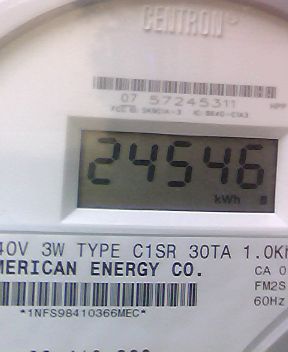 CENTRON
07 57245311
24546
kWh
40V 3W TYPE C1SR 30TA 1.0K
MERICAN ENERGY CO.
CA 0
FM2S
60Hz
*1NFS98410366MEC*